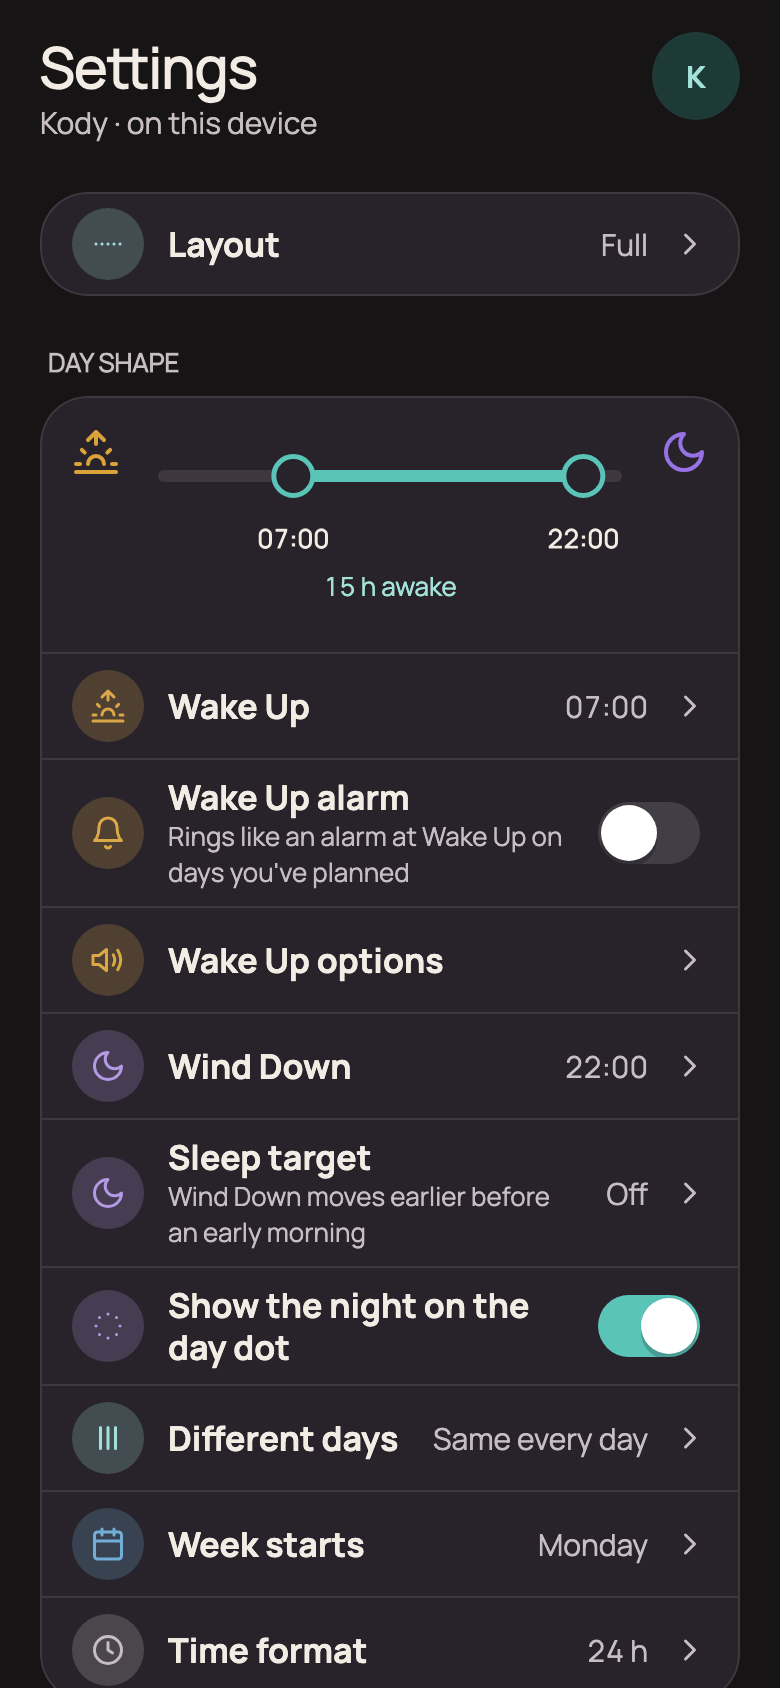 Settings
Kody · on this device
K
Layout
Full
DAY SHAPE
07:00
22:00
15 h awake
Wake Up
07:00
Wake Up alarm
Rings like an alarm at Wake Up on
days you've planned
Wake Up options
Wind Down
22:00
Sleep target
Wind Down moves earlier before
an early morning
Off
Show the night on the
day dot
Different days
Same every day
Week starts
Monday
Time format
24 h